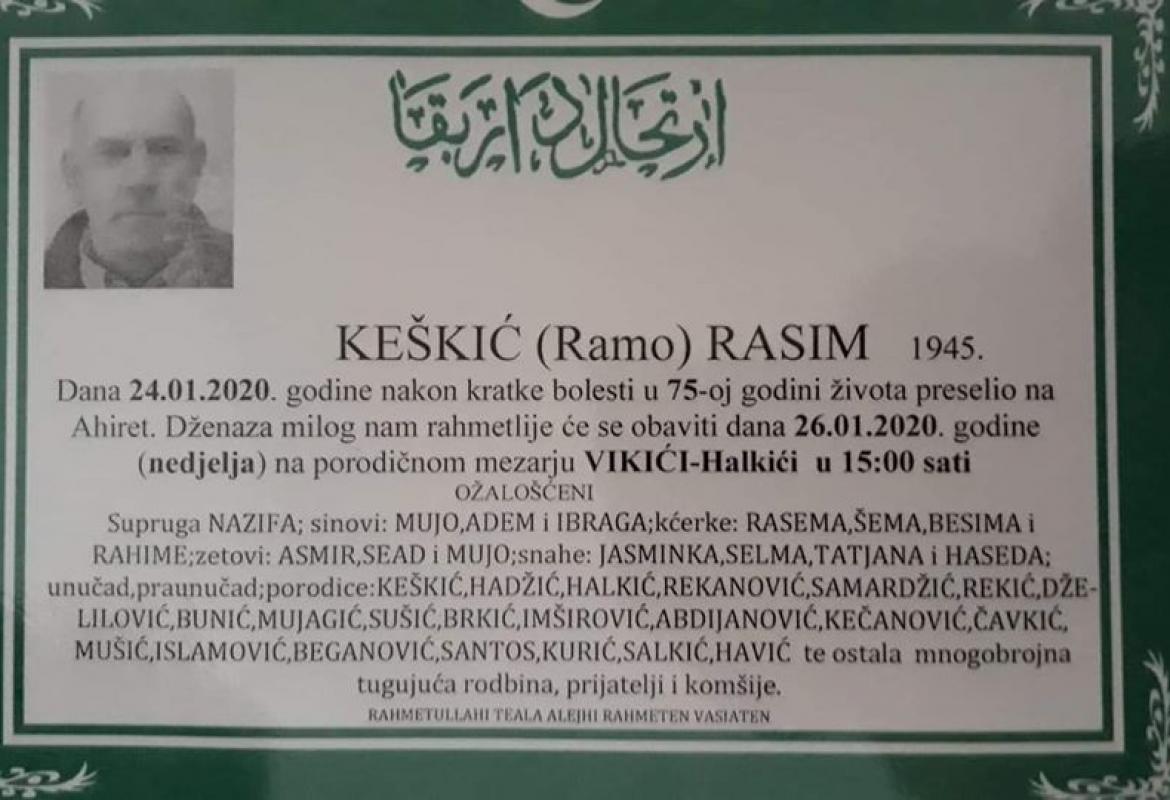 ارتحال دار بقا
KEŠKIĆ (Ramo) RASIM 1945.
Dana 24.01.2020. godine nakon kratke bolesti u 75-oj godini života preselio na
Ahiret. Dženaza milog nam rahmetlije će se obaviti dana 26.01.2020. godine
(nedjelja) na porodičnom mezarju VIKIĆI-Halkići u 15:00 sati
OŽALOŠĆENI
Supruga NAZIFA; sinovi: MUJO,ADEM i IBRAGA;kćerke: RASEMA,ŠEMA,BESIMA i
RAHIME;zetovi: ASMIR,SEAD i MUJO;snahe: JASMINKA,SELMA,TATJANA i HASEDA;
unučad,praunučad;porodice:KEŠKIĆ,HADŽIĆ,HALKIĆ,REKANOVIĆ,SAMARDŽIĆ,REKIĆ,DŽE-
LILOVIĆ,BUNIĆ,MUJAGIĆ,SUŠIĆ,BRKIĆ,IMŠIROVIĆ,ABDIJANOVIĆ,KEČANOVIĆ,ČAVKIĆ,
MUŠIĆ,ISLAMOVIĆ,BEGANOVIĆ,SANTOS,KURIĆ,SALKIĆ,HAVIĆ te ostala mnogobrojna
tugujuća rodbina, prijatelji i komšije.
RAHMETULLAHI TEALA ALEJHI RAHMETEN VASIATEN